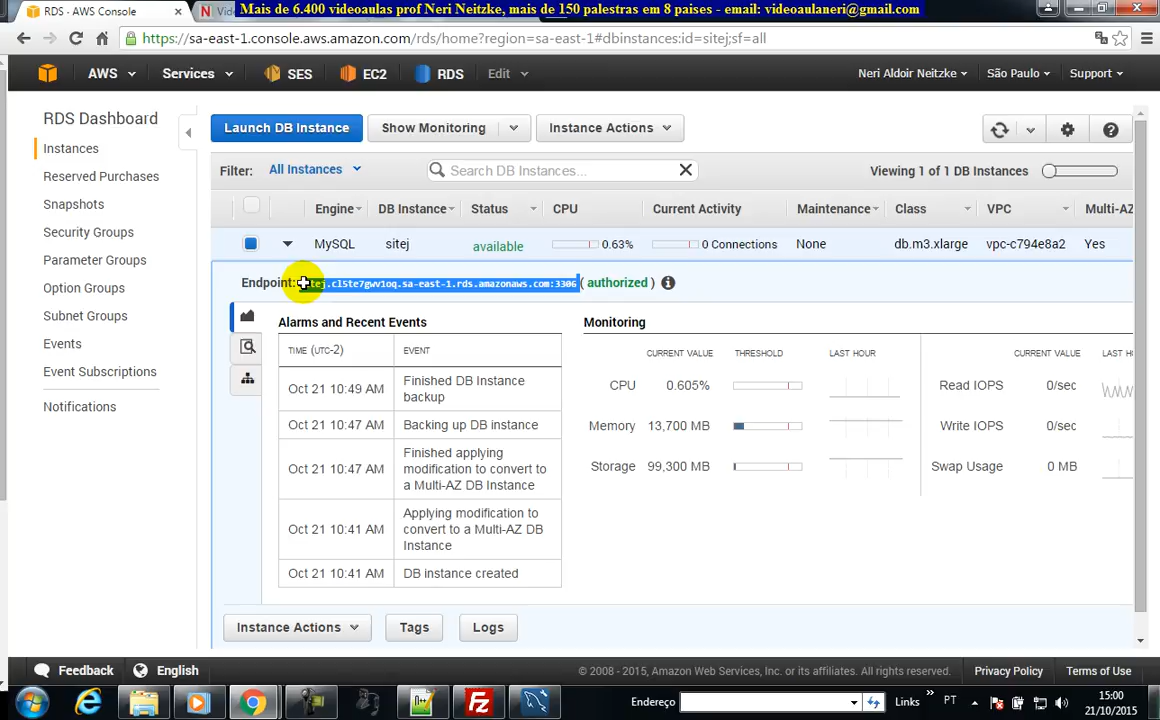 RDS - AWS Console
Mais de 6.400 videoaulas prof Neri Neitzke, mais de 150 palestras em 8 paises - email: videoaulaneri@gmail.com
https://sa-east-1.console.aws.amazon.com/rds/home?region=sa-east-1#dbinstances:id=sitej;sf=all
AWS Services SES EC2 RDS Edit Neri Aldoir Neitzke São Paulo Support
RDS Dashboard
Instances
Reserved Purchases
Snapshots
Security Groups
Parameter Groups
Option Groups
Subnet Groups
Events
Event Subscriptions
Notifications
Launch DB Instance Show Monitoring Instance Actions
Filter: All Instances Search DB Instances... Viewing 1 of 1 DB Instances
Engine DB Instance Status CPU Current Activity Maintenance Class VPC Multi-AZ
MySQL sitej available 0.63% 0 Connections None db.m3.xlarge vpc-c794e8a2 Yes
Endpoint: sitej.cl5te7gwv1oq.sa-east-1.rds.amazonaws.com:3306 ( authorized )
Alarms and Recent Events
TIME (UTC-2) EVENT
Oct 21 10:49 AM Finished DB Instance
backup
Oct 21 10:47 AM Backing up DB instance
Oct 21 10:47 AM Finished applying
modification to convert to
a Multi-AZ DB Instance
Oct 21 10:41 AM Applying modification to
convert to a Multi-AZ DB
Instance
Oct 21 10:41 AM DB instance created
Monitoring
CURRENT VALUE THRESHOLD LAST HOUR CURRENT VALUE
CPU 0.605% Read IOPS 0/sec
Memory 13,700 MB Write IOPS 0/sec
Storage 99,300 MB Swap Usage 0 MB
Instance Actions Tags Logs
Feedback English © 2008 - 2015, Amazon Web Services, Inc. or its affiliates. All rights reserved. Privacy Policy Terms of Use
Endereço Links PT 15:00
21/10/2015